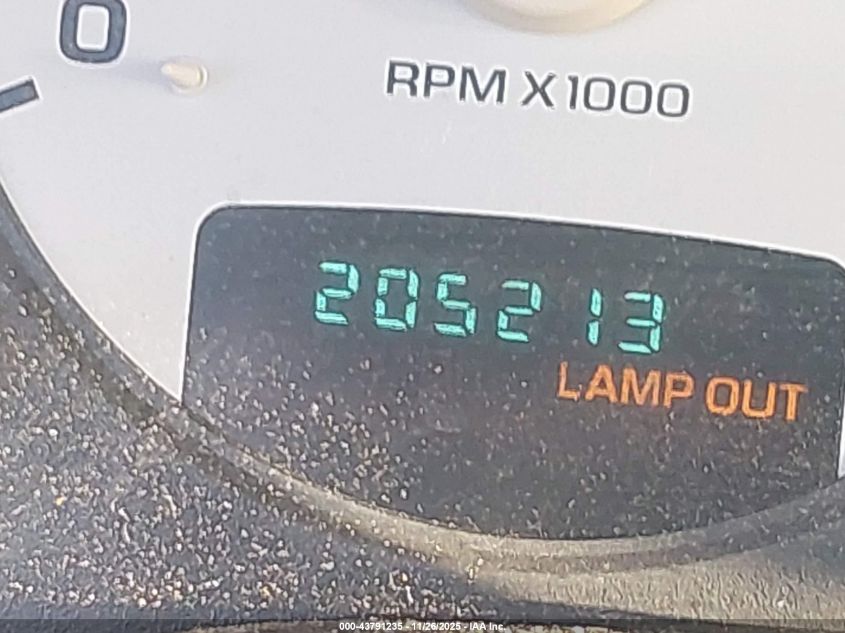 0
RPM X1000
205213
LAMP OUT
000-43791235 - 11/26/2025 - IAA Inc.